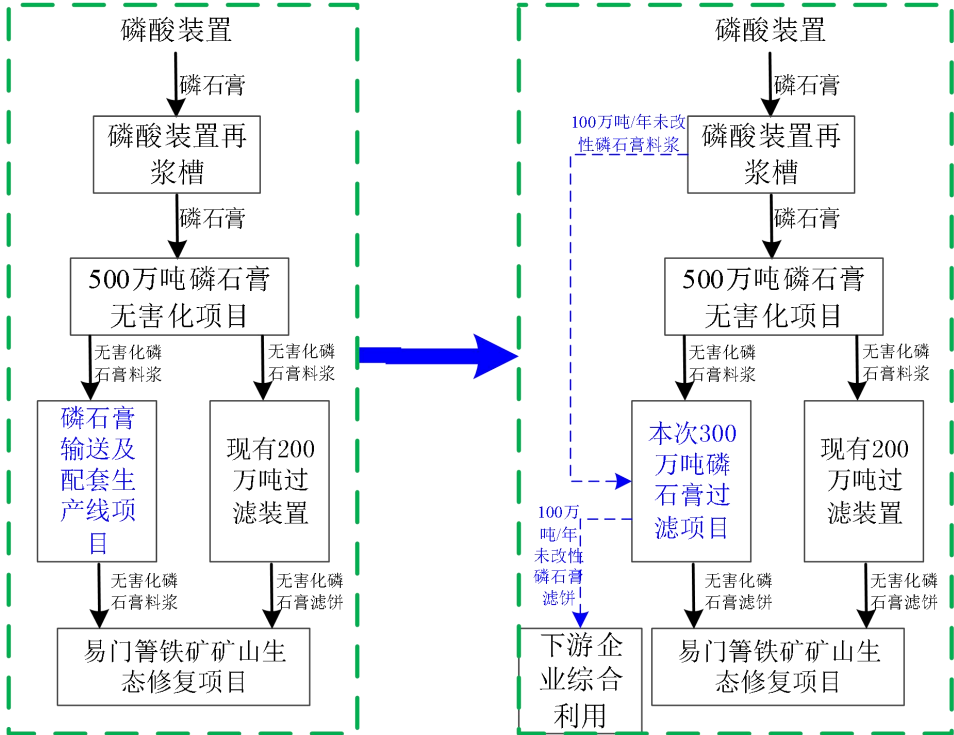 磷酸装置
磷石膏
磷酸装置再
浆槽
磷石膏
500万吨磷石膏
无害化项目
无害化磷
石膏料浆
无害化磷
石膏料浆
磷石膏
输送及
配套生
产线项
目
现有200
万吨过
滤装置
无害化磷
石膏料浆
无害化磷
石膏滤饼
易门箐铁矿矿山生
态修复项目
磷酸装置
磷石膏
100万吨/年未改
性磷石膏料浆
磷酸装置再
浆槽
磷石膏
500万吨磷石膏
无害化项目
无害化磷
石膏料浆
无害化磷
石膏料浆
本次300
万吨磷
石膏过
滤项目
现有200
万吨过
滤装置
100万
吨/年
未改性
磷石膏
滤饼
无害化磷
石膏滤饼
无害化磷
石膏滤饼
下游企
业综合
利用
易门箐铁矿矿山生
态修复项目